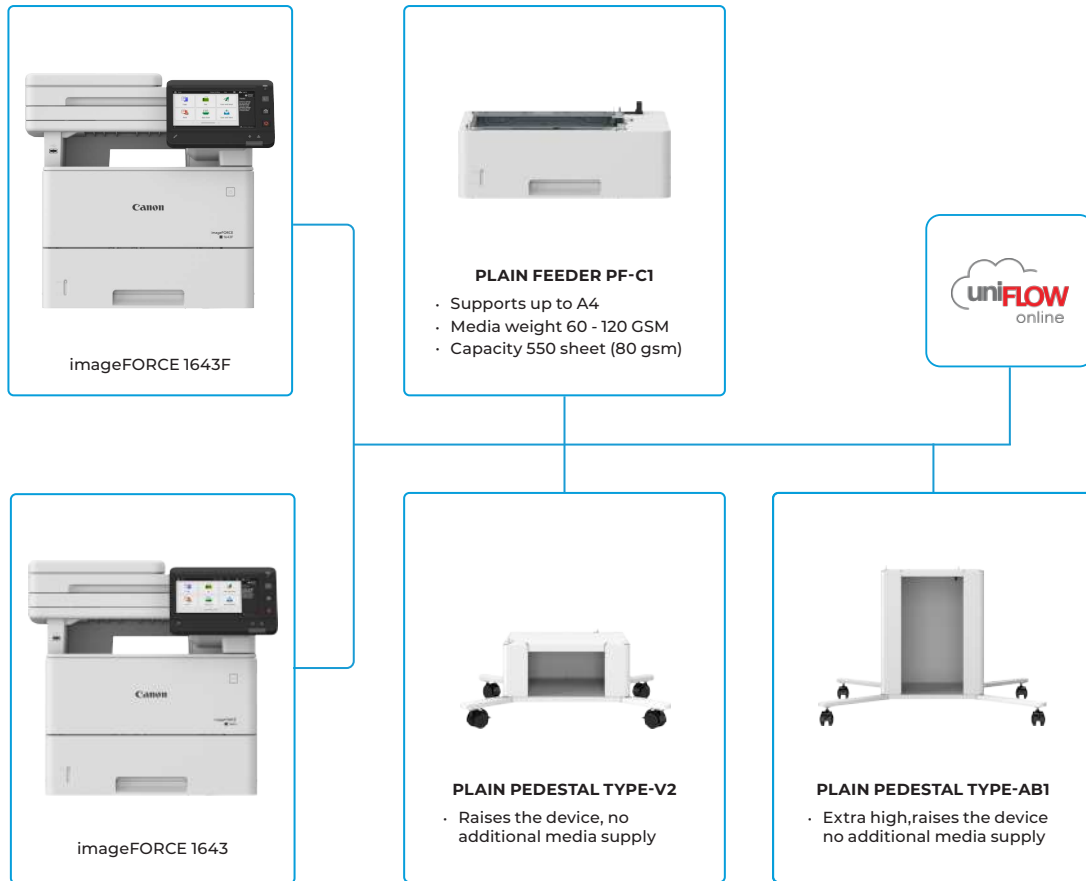 Canon
imageFORCE
imageFORCE 1643F
PLAIN FEEDER PF-C1
· Supports up to A4
· Media weight 60 - 120 GSM
· Capacity 550 sheet (80 gsm)
uniFLOW
online
Canon
imageFORCE 1643
PLAIN PEDESTAL TYPE-V2
· Raises the device, no
additional media supply
PLAIN PEDESTAL TYPE-AB1
· Extra high,raises the device
no additional media supply